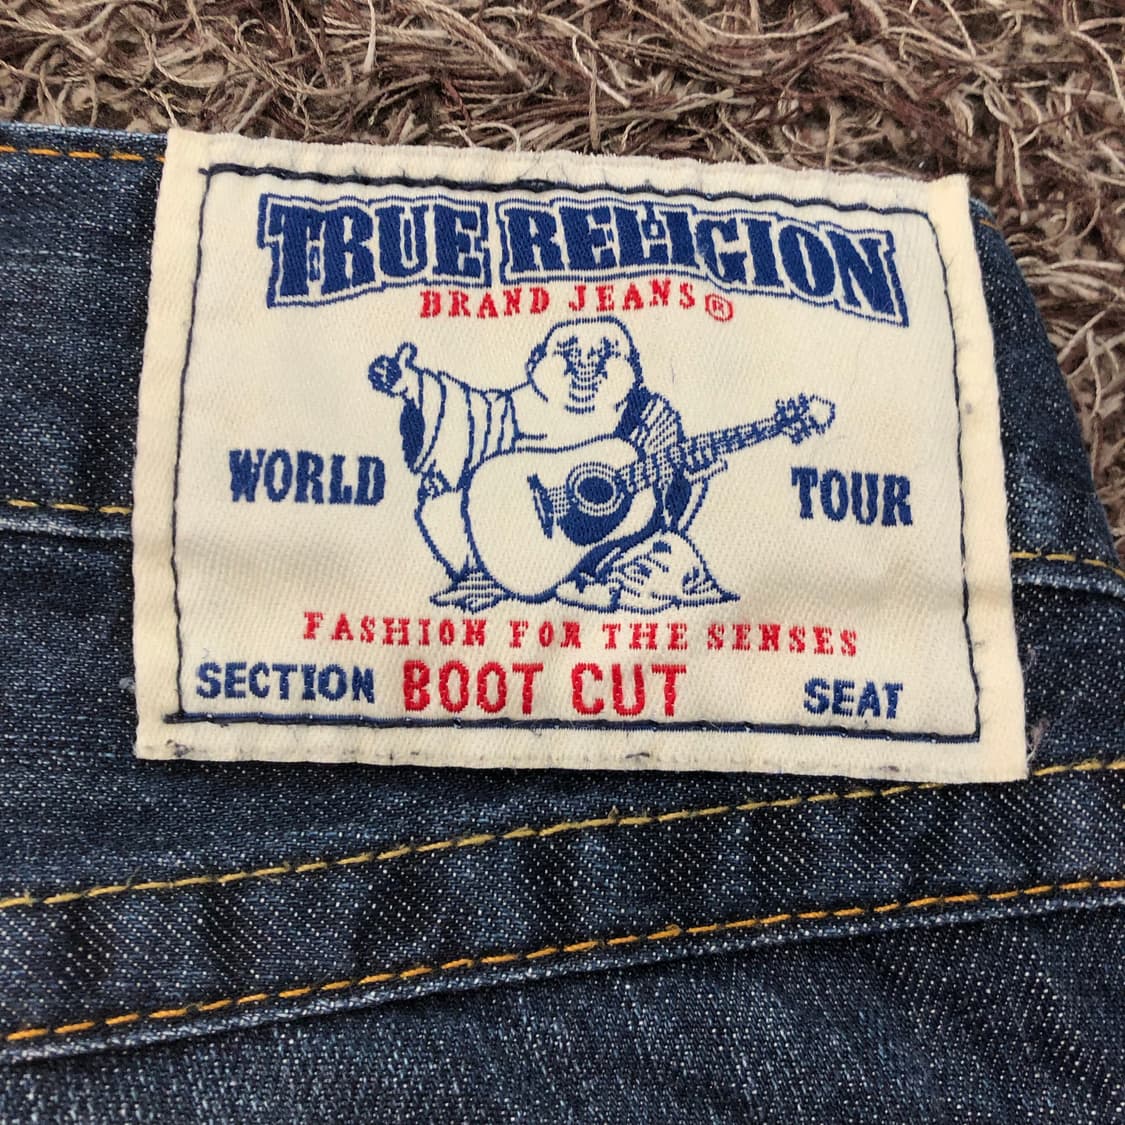 TRUE RELIGION
BRAND JEANS®
WORLD TOUR
FASHION FOR THE SENSES
SECTION BOOT CUT SEAT